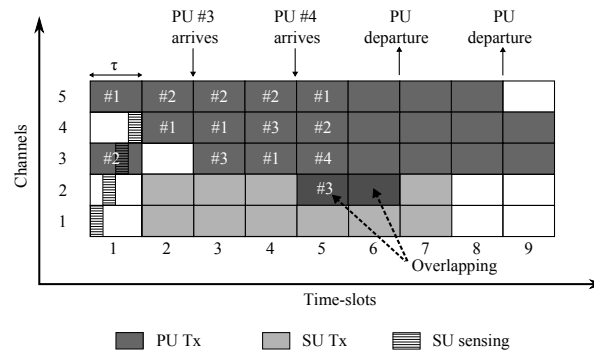 PU #3 PU #4 PU PU
arrives arrives departure departure
τ
5 #1 #2 #2 #2 #1
4 #1 #1 #3 #2
3 #2 #3 #1 #4
2 #3
1
1 2 3 4 5 6 7 8 9
Overlapping
Channels
Time-slots
PU Tx SU Tx SU sensing